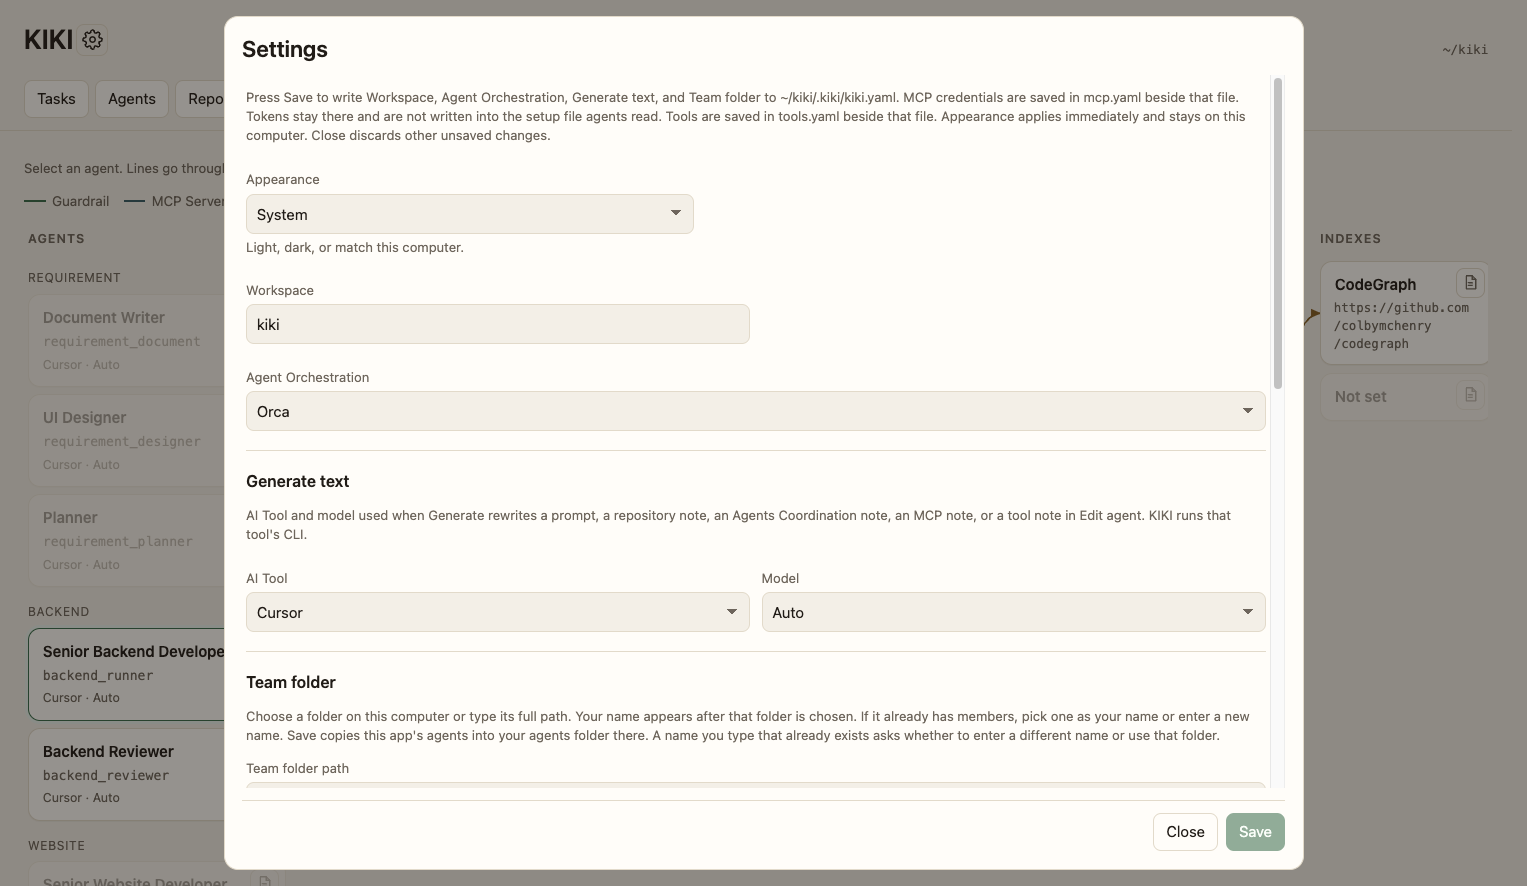 KIKI
~/kiki
Tasks
Agents
Repo
Select an agent. Lines go through
Guardrail
MCP Server
AGENTS
REQUIREMENT
Document Writer
requirement_document
Cursor · Auto
UI Designer
requirement_designer
Cursor · Auto
Planner
requirement_planner
Cursor · Auto
BACKEND
Senior Backend Develope
backend_runner
Cursor · Auto
Backend Reviewer
backend_reviewer
Cursor · Auto
WEBSITE
Senior Website Developer
Settings
Press Save to write Workspace, Agent Orchestration, Generate text, and Team folder to ~/kiki/.kiki/kiki.yaml. MCP credentials are saved in mcp.yaml beside that file.
Tokens stay there and are not written into the setup file agents read. Tools are saved in tools.yaml beside that file. Appearance applies immediately and stays on this
computer. Close discards other unsaved changes.
Appearance
System
Light, dark, or match this computer.
Workspace
kiki
Agent Orchestration
Orca
Generate text
AI Tool and model used when Generate rewrites a prompt, a repository note, an Agents Coordination note, an MCP note, or a tool note in Edit agent. KIKI runs that
tool's CLI.
AI Tool
Model
Cursor
Auto
Team folder
Choose a folder on this computer or type its full path. Your name appears after that folder is chosen. If it already has members, pick one as your name or enter a new
name. Save copies this app's agents into your agents folder there. A name you type that already exists asks whether to enter a different name or use that folder.
Team folder path
Close
Save
INDEXES
CodeGraph
https://github.com
/colbymchenry
/codegraph
Not set